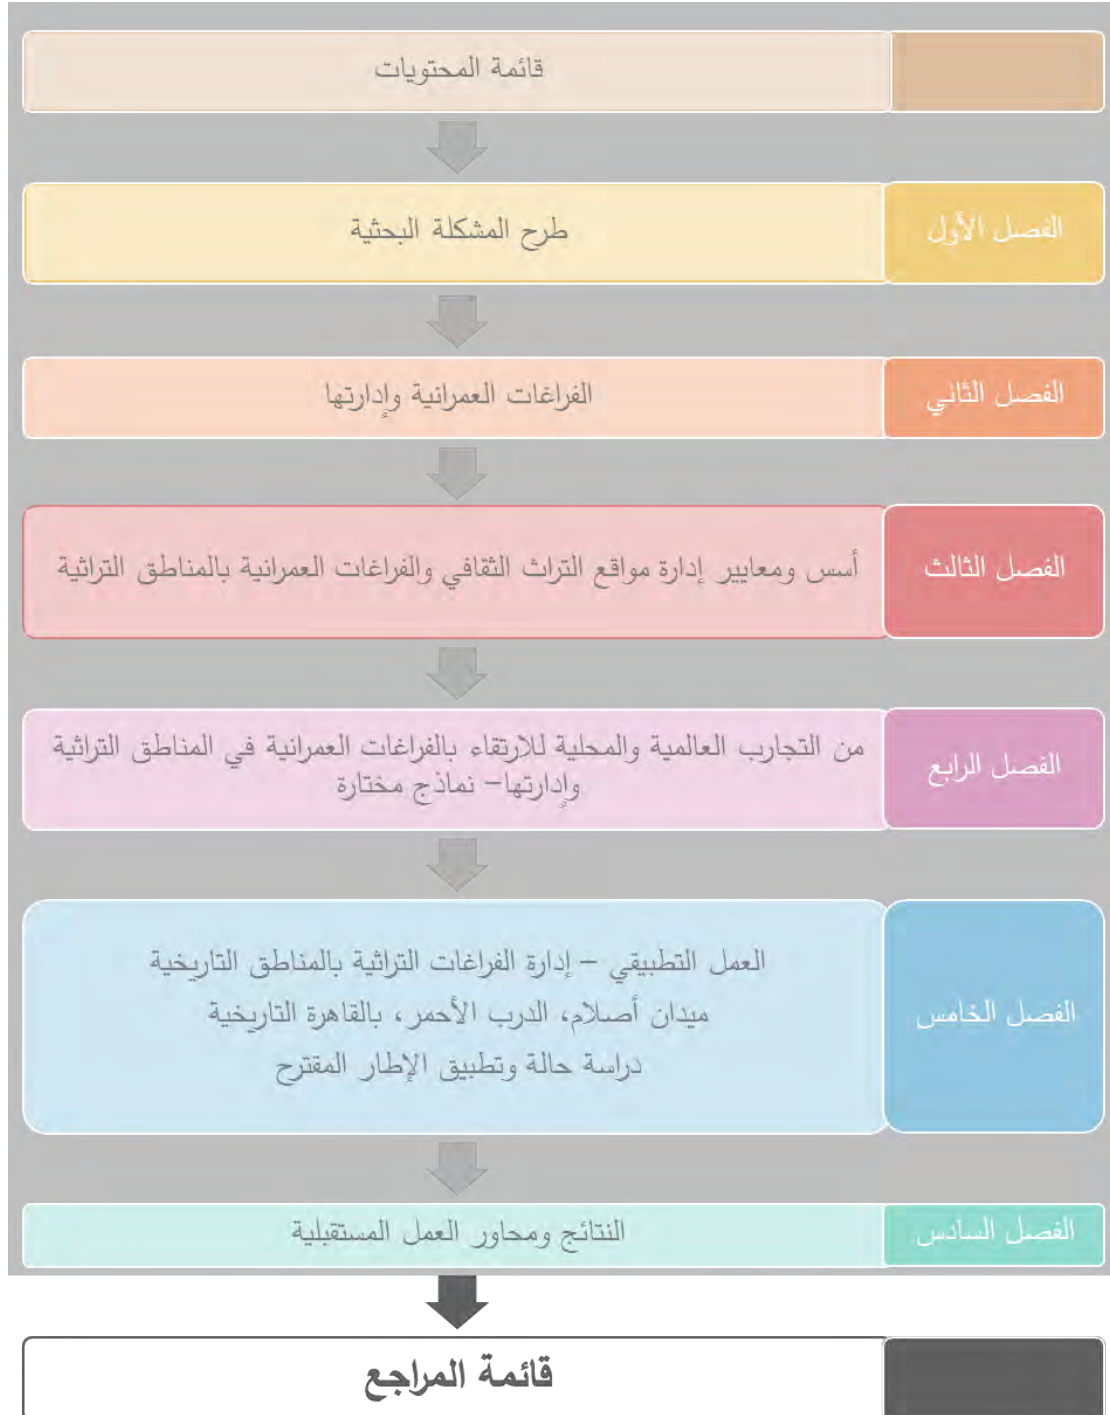 قائمة المحتويات
الفصل الأول
طرح المشكلة البحثية
الفصل الثاني
الفراغات العمرانية وإدارتها
الفصل الثالث
أسس ومعايير إدارة مواقع التراث الثقافي والفراغات العمرانية بالمناطق التراثية
الفصل الرابع
من التجارب العالمية والمحلية للارتقاء بالفراغات العمرانية في المناطق التراثية
وإدارتها– نماذج مختارة
الفصل الخامس
العمل التطبيقي – إدارة الفراغات التراثية بالمناطق التاريخية
ميدان أصلام، الدرب الأحمر، بالقاهرة التاريخية
دراسة حالة وتطبيق الإطار المقترح
الفصل السادس
النتائج ومحاور العمل المستقبلية
قائمة المراجع